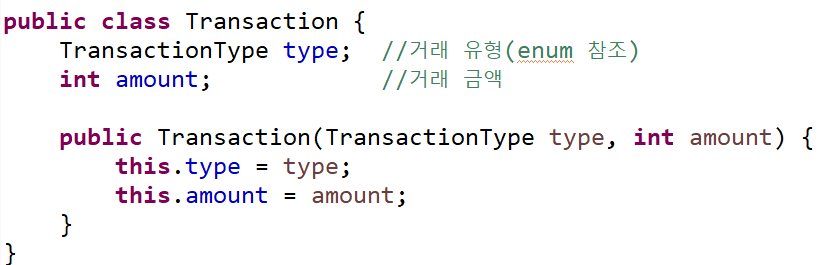 public class Transaction {
    TransactionType type;  //거래 유형(enum 참조)
    int amount;            //거래 금액

    public Transaction(TransactionType type, int amount) {
        this.type = type;
        this.amount = amount;
    }
}